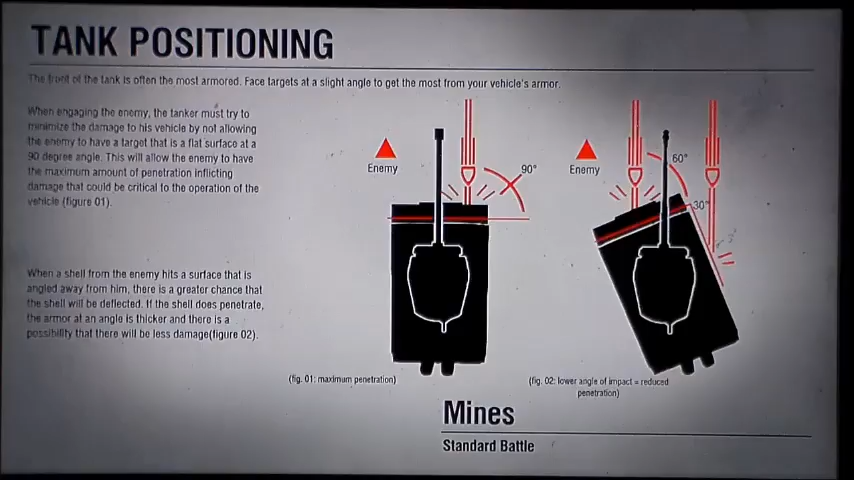 TANK POSITIONING
The front of the tank is often the most armored. Face targets at a slight angle to get the most from your vehicle's armor.
When engaging the enemy, the tanker must try to
minimize the damage to his vehicle by not allowing
the enemy to have a target that is a flat surface at a
90 degree angle. This will allow the enemy to have
the maximum amount of penetration inflicting
damage that could be critical to the operation of the
vehicle (figure 01).
When a shell from the enemy hits a surface that is
angled away from him, there is a greater chance that
the shell will be deflected. If the shell does penetrate,
the armor at an angle is thicker and there is a
possibility that there will be less damage(figure 02).
Enemy
90°
(fig. 01: maximum penetration)
Enemy
60°
30°
(fig. 02: lower angle of impact = reduced
penetration)
Mines
Standard Battle